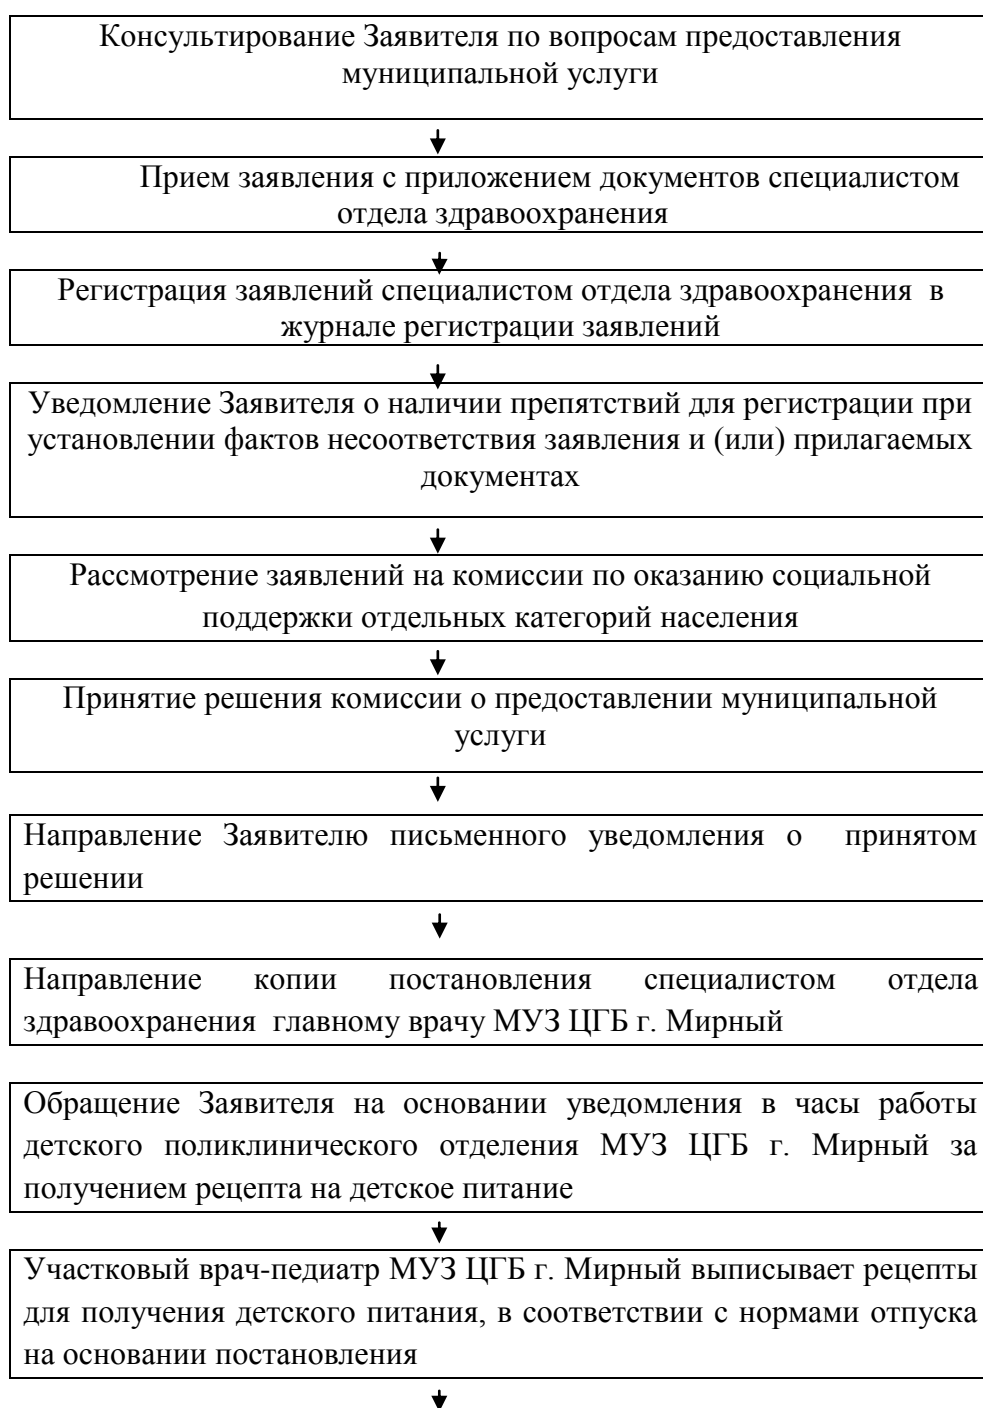 Консультирование Заявителя по вопросам предоставления
муниципальной услуги
Прием заявления с приложением документов специалистом
отдела здравоохранения
Регистрация заявлений специалистом отдела здравоохранения в
журнале регистрации заявлений
Уведомление Заявителя о наличии препятствий для регистрации при
установлении фактов несоответствия заявления и (или) прилагаемых
документах
Рассмотрение заявлений на комиссии по оказанию социальной
поддержки отдельных категорий населения
Принятие решения комиссии о предоставлении муниципальной
услуги
Направление Заявителю письменного уведомления о принятом
решении
Направление копии постановления специалистом отдела
здравоохранения главному врачу МУЗ ЦГБ г. Мирный
Обращение Заявителя на основании уведомления в часы работы
детского поликлинического отделения МУЗ ЦГБ г. Мирный за
получением рецепта на детское питание
Участковый врач-педиатр МУЗ ЦГБ г. Мирный выписывает рецепты
для получения детского питания, в соответствии с нормами отпуска
на основании постановления